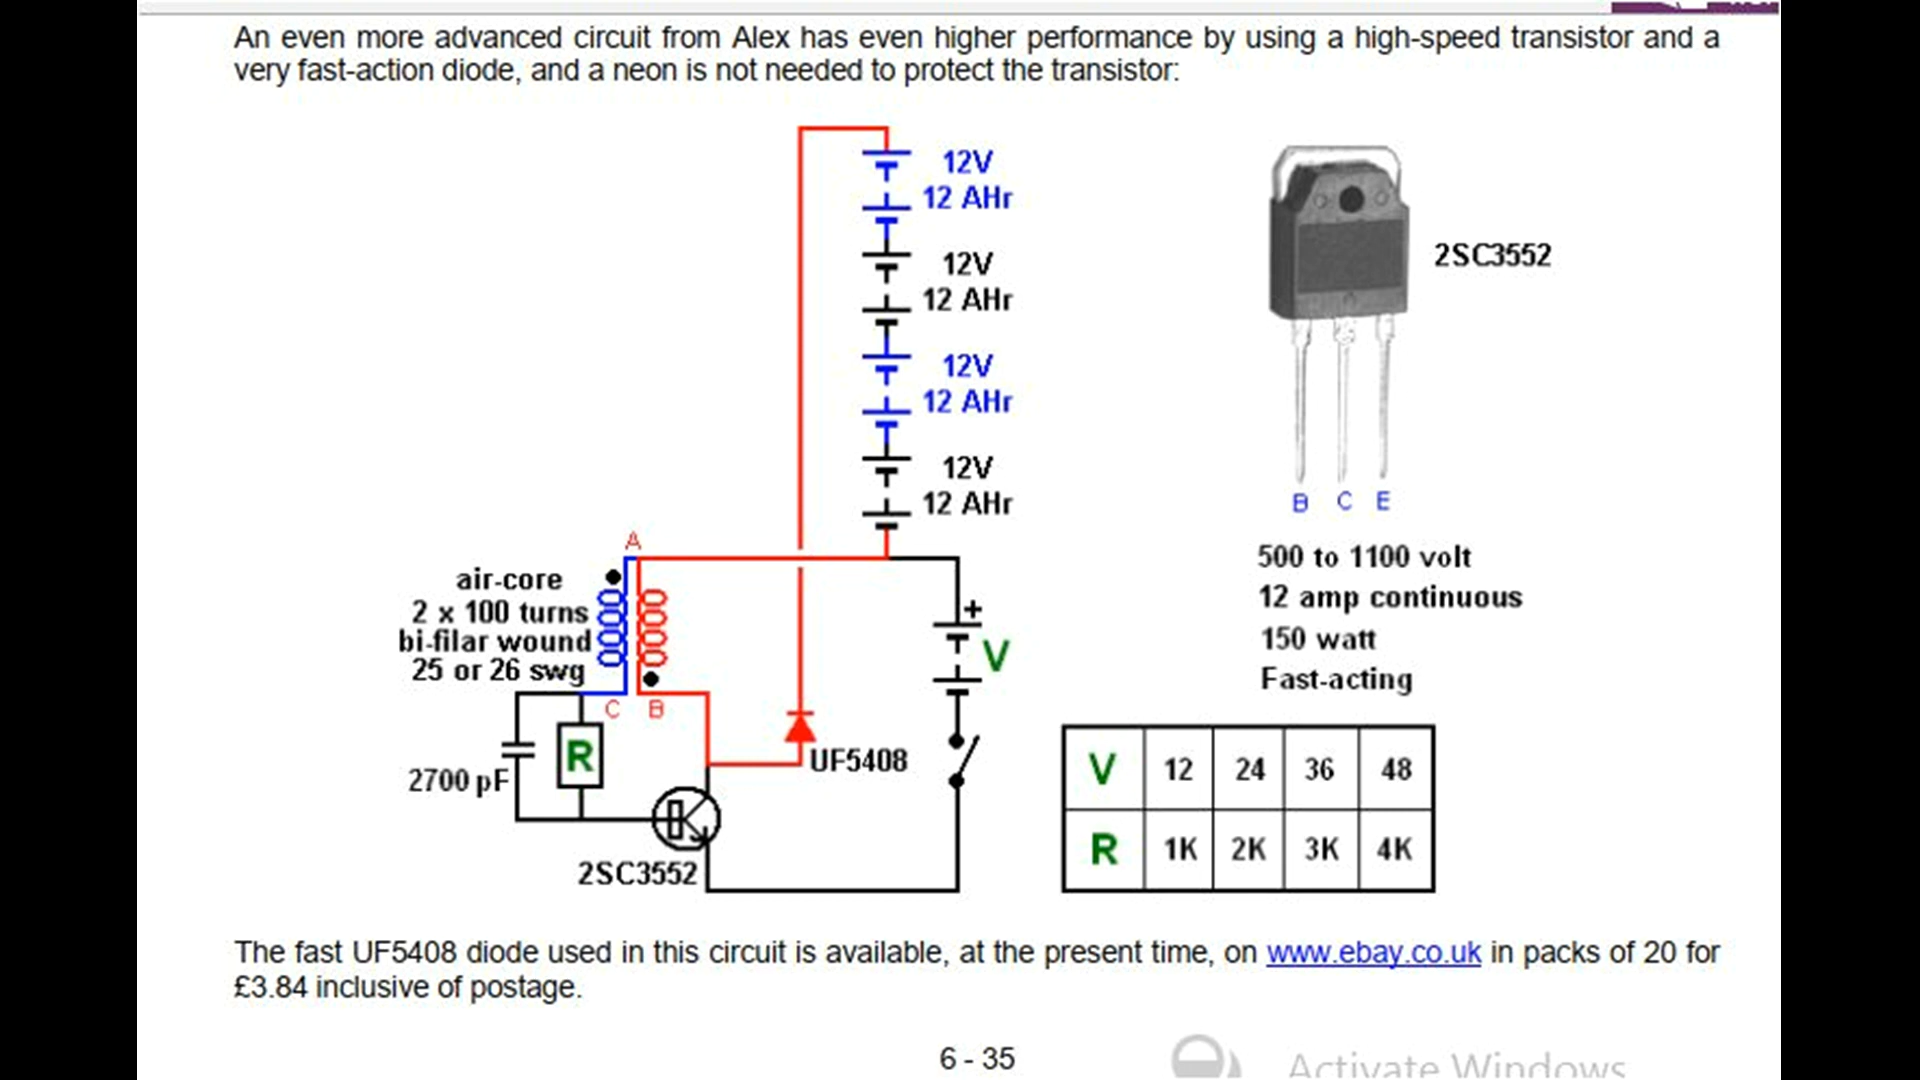 An even more advanced circuit from Alex has even higher performance by using a high-speed transistor and a
very fast-action diode, and a neon is not needed to protect the transistor:
12V
12 AHr
12V
12 AHr
12V
12 AHr
12V
12 AHr
2SC3552
B C E
500 to 1100 volt
12 amp continuous
150 watt
Fast-acting
A
air-core
2 x 100 turns
bi-filar wound
25 or 26 swg
C B
+
V
R
2700 pF
UF5408
2SC3552
V 12 24 36 48
R 1K 2K 3K 4K
The fast UF5408 diode used in this circuit is available, at the present time, on www.ebay.co.uk in packs of 20 for
£3.84 inclusive of postage.
6 - 35
Activate Windows